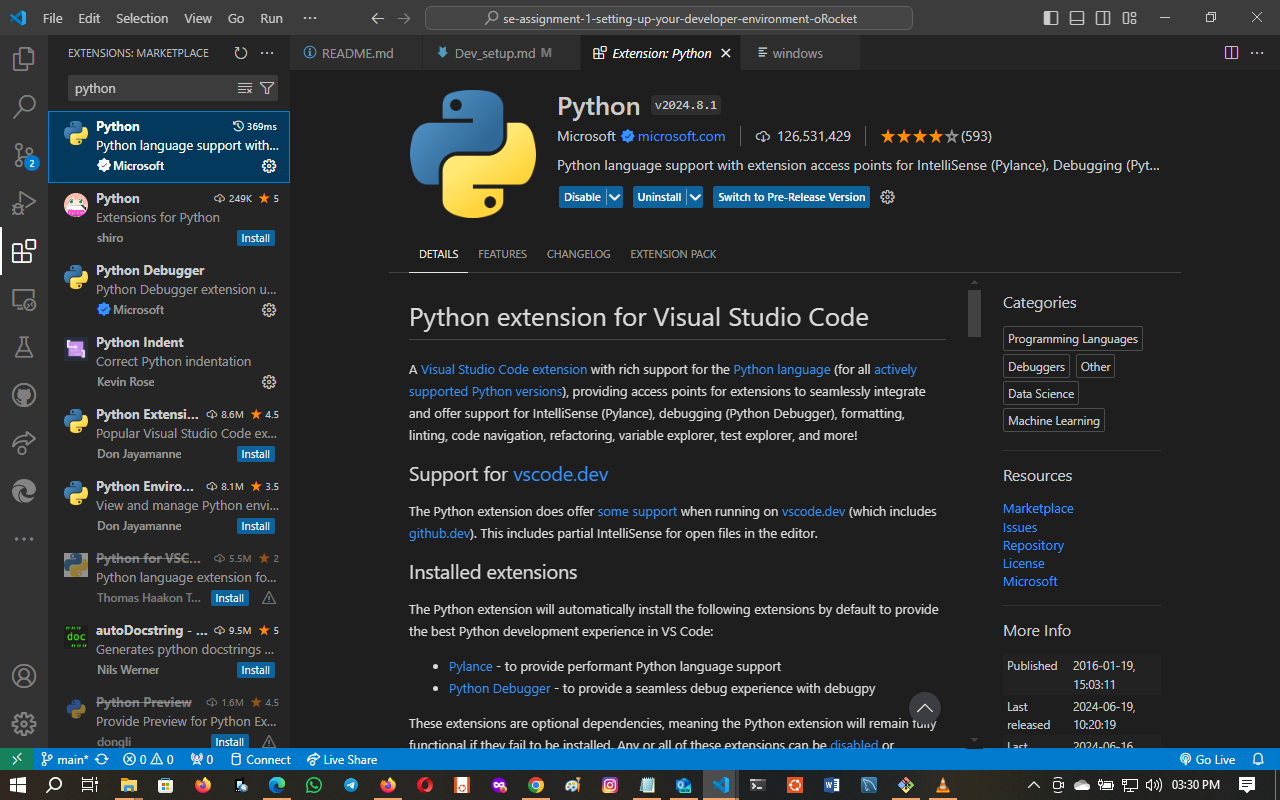 File Edit Selection View Go Run ···
se-assignment-1-setting-up-your-developer-environment-oRocket
EXTENSIONS: MARKETPLACE
python
Python 369ms
Python language support with...
Microsoft
Python 249K 5
Extensions for Python
shiro Install
Python Debugger
Python Debugger extension u...
Microsoft
Python Indent
Correct Python indentation
Kevin Rose
Python Extensi... 8.6M 4.5
Popular Visual Studio Code ex...
Don Jayamanne Install
Python Enviro... 8.1M 3.5
View and manage Python envi...
Don Jayamanne Install
Python for VSC... 5.5M 2
Python language extension fo...
Thomas Haakon T... Install
autoDocstring - ... 9.5M 5
Generates python docstrings ...
Nils Werner Install
Python Preview 1.6M 4.5
Provide Preview for Python Ex...
dongli Install
2
README.md Dev_setup.md M Extension: Python windows
Python v2024.8.1
Microsoft microsoft.com 126,531,429 (593)
Python language support with extension access points for IntelliSense (Pylance), Debugging (Pyt...
Disable Uninstall Switch to Pre-Release Version
DETAILS FEATURES CHANGELOG EXTENSION PACK
Python extension for Visual Studio Code
A Visual Studio Code extension with rich support for the Python language (for all actively
supported Python versions), providing access points for extensions to seamlessly integrate
and offer support for IntelliSense (Pylance), debugging (Python Debugger), formatting,
linting, code navigation, refactoring, variable explorer, test explorer, and more!
Support for vscode.dev
The Python extension does offer some support when running on vscode.dev (which includes
github.dev). This includes partial IntelliSense for open files in the editor.
Installed extensions
The Python extension will automatically install the following extensions by default to provide
the best Python development experience in VS Code:
• Pylance - to provide performant Python language support
• Python Debugger - to provide a seamless debug experience with debugpy
These extensions are optional dependencies, meaning the Python extension will remain fully
functional if they fail to be installed. Any or all of these extensions can be disabled or
Categories
Programming Languages
Debuggers Other
Data Science
Machine Learning
Resources
Marketplace
Issues
Repository
License
Microsoft
More Info
Published 2016-01-19,
15:03:11
Last 2024-06-19,
released 10:20:19
Last 2024-06-16
main* 0 0 0 Connect Live Share Go Live
03:30 PM